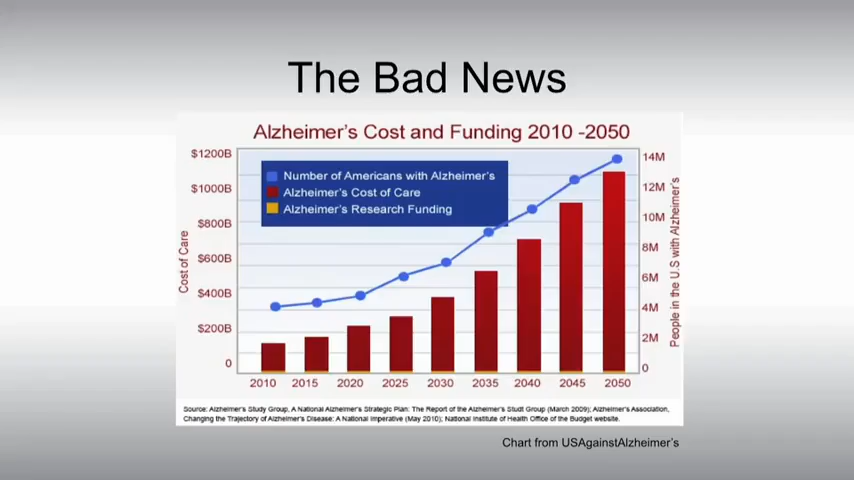 The Bad News
Alzheimer's Cost and Funding 2010 -2050
$1200B
$1000B
$800B
$600B
$400B
$200B
0
Cost of Care
Number of Americans with Alzheimer's
Alzheimer's Cost of Care
Alzheimer's Research Funding
14M
12M
10M
8M
6M
4M
2M
0
People in the U.S with Alzheimer's
2010 2015 2020 2025 2030 2035 2040 2045 2050
Source: Alzheimer's Study Group, A National Alzheimer's Strategic Plan: The Report of the Alzheimer's Studt Group (March 2009); Alzheimer's Association,
Changing the Trajectory of Alzheimer's Disease: A National Imperative (May 2010); National Institute of Health Office of the Budget website.
Chart from USAgainstAlzheimer's